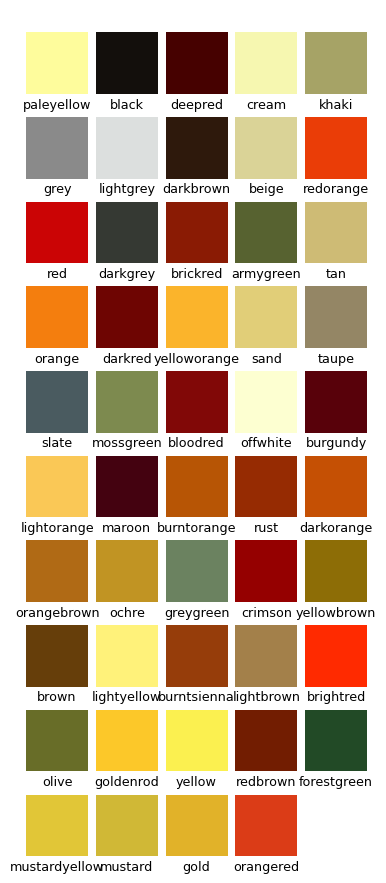 paleyellow black deepred cream khaki
grey lightgrey darkbrown beige redorange
red darkgrey brickred armygreen tan
orange darkred yelloworange sand taupe
slate mossgreen bloodred offwhite burgundy
lightorange maroon burntorange rust darkorange
orangebrown ochre greygreen crimson yellowbrown
brown lightyellow burntsienna lightbrown brightred
olive goldenrod yellow redbrown forestgreen
mustardyellow mustard gold orangered